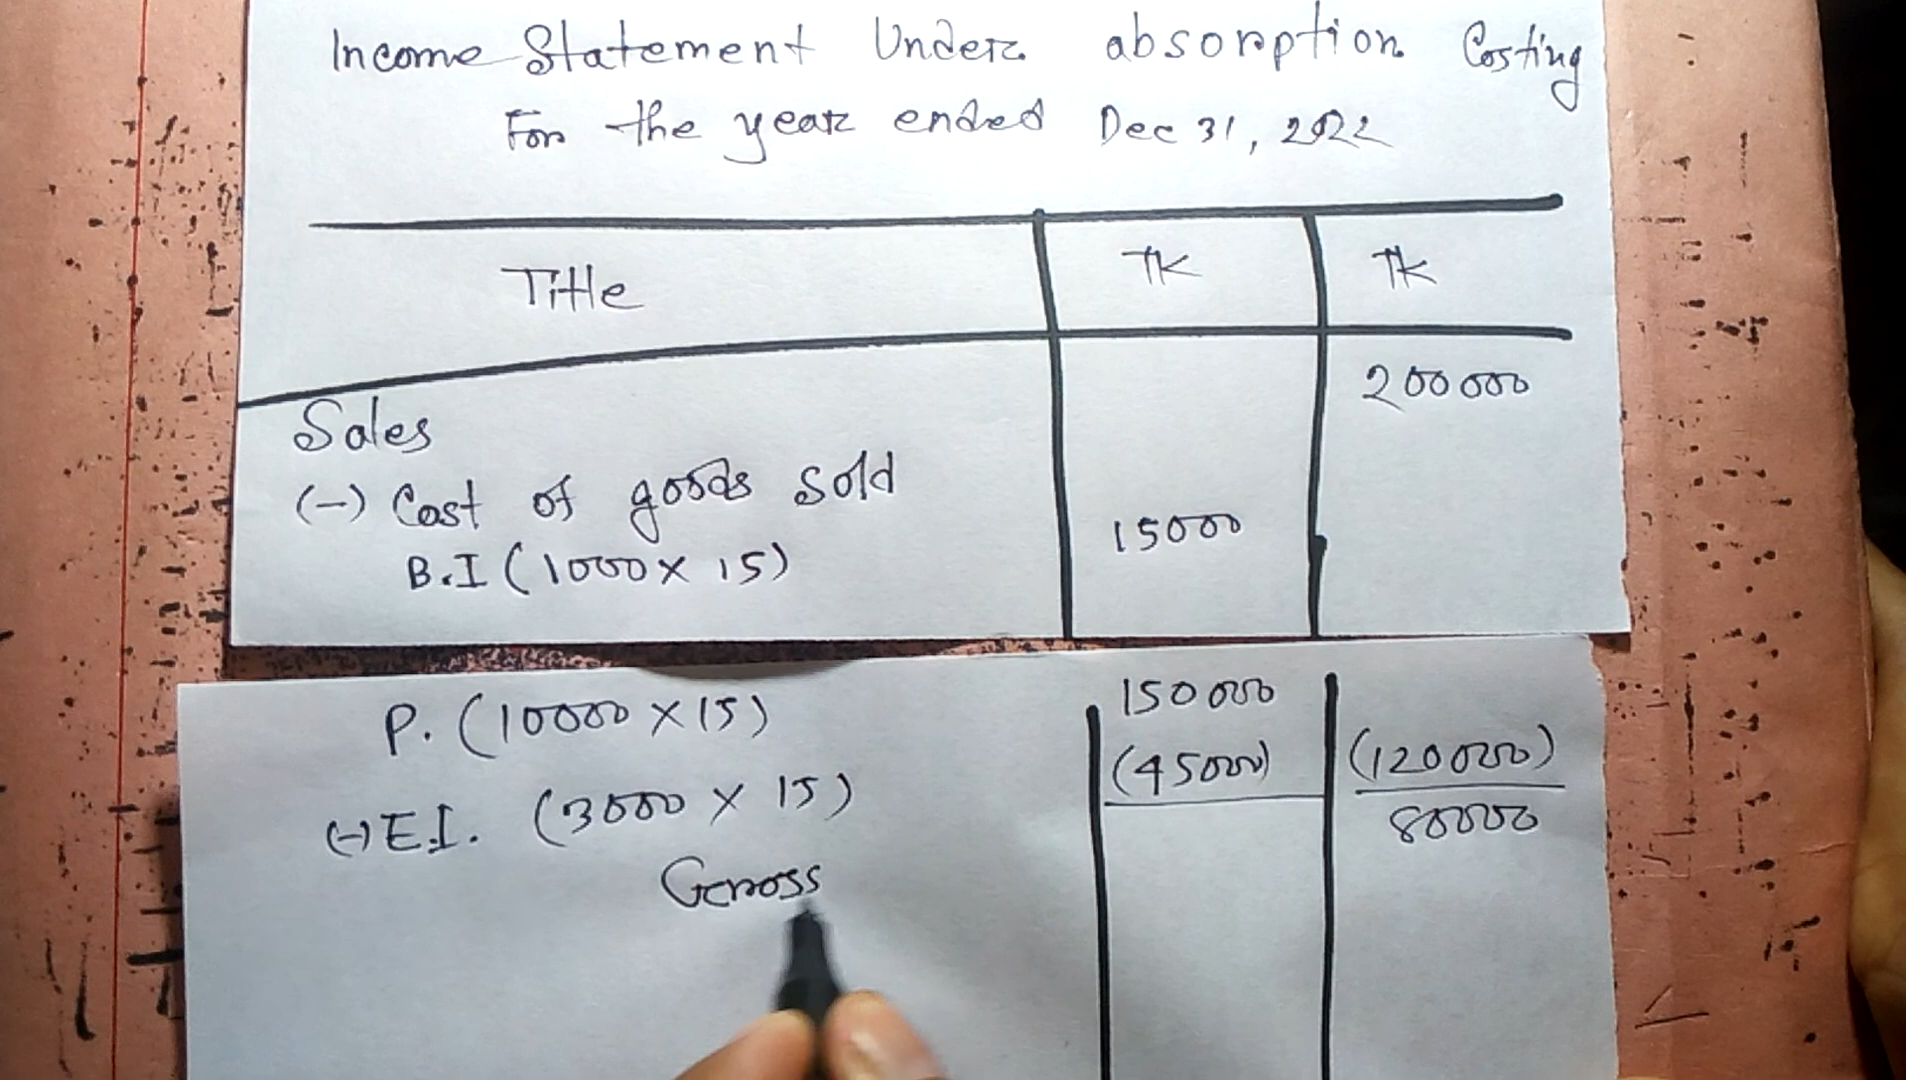 Income Statement Under absorption Costing
For the year ended Dec 31, 2022
Title TK TK
Sales 200000
(-) Cost of goods sold
B.I (1000 x 15) 15000
P. (10000 x 15) 150000
(-) E.I. (3000 x 15) (45000) (120000)
Gross 80000